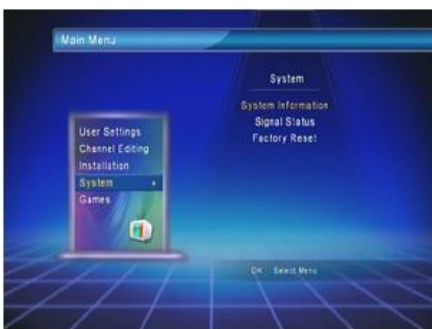 Main Menu
System
System Information
Signal Status
Factory Reset
User Settings
Channel Editing
Installation
System
Games
OK Select Menu